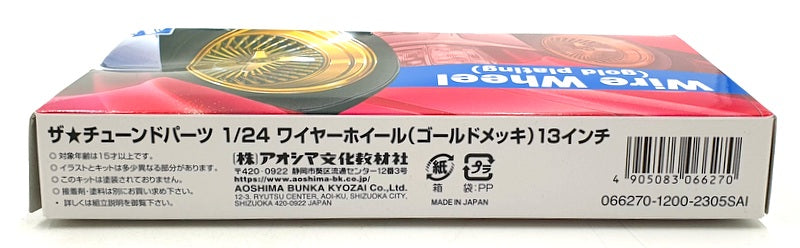 Wire Wheel
(gold plating)
ザ★チューンドパーツ 1/24 ワイヤーホイール(ゴールドメッキ)13インチ
○対象年齢は15才以上です。
○イラストとキットは多少異なる部分があります。
○このキットは塗装されておりません。
○接着剤・塗料は別にお買い求め下さい。
・詳しくは組立説明を御覧下さい。
(株)アオシマ文化教材社
〒420-0922 静岡市葵区流通センター12番3号
https://www.aoshima-bk.co.jp/
AOSHIMA BUNKA KYOZAI Co.,Ltd.
12-3, RYUTSU CENTER, AOI-KU, SHIZUOKA CITY,
SHIZUOKA 420-0922 JAPAN
紙 プラ
箱 袋:PP
MADE IN JAPAN
4 905083 066270
066270-1200-2305SAI